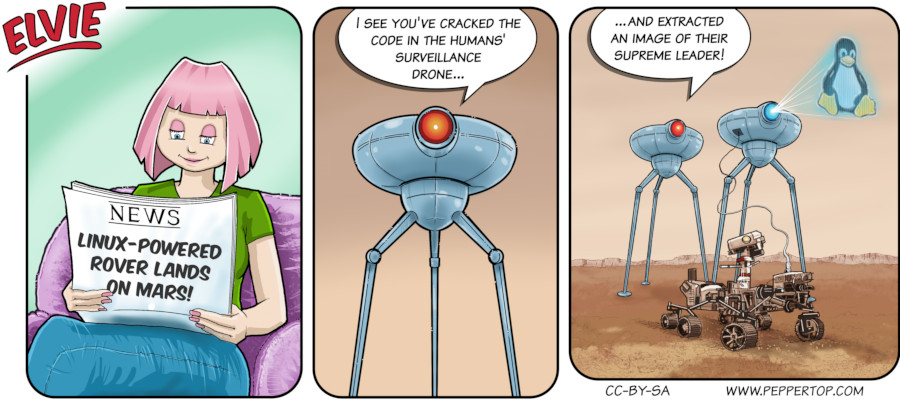 ELVIE
NEWS
LINUX-POWERED
ROVER LANDS
ON MARS!
I SEE YOU'VE CRACKED THE
CODE IN THE HUMANS'
SURVEILLANCE
DRONE...
...AND EXTRACTED
AN IMAGE OF THEIR
SUPREME LEADER!
CC-BY-SA
WWW.PEPPERTOP.COM